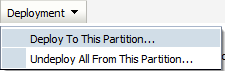 Deployment
Deploy To This Partition...
Undeploy All From This Partition...